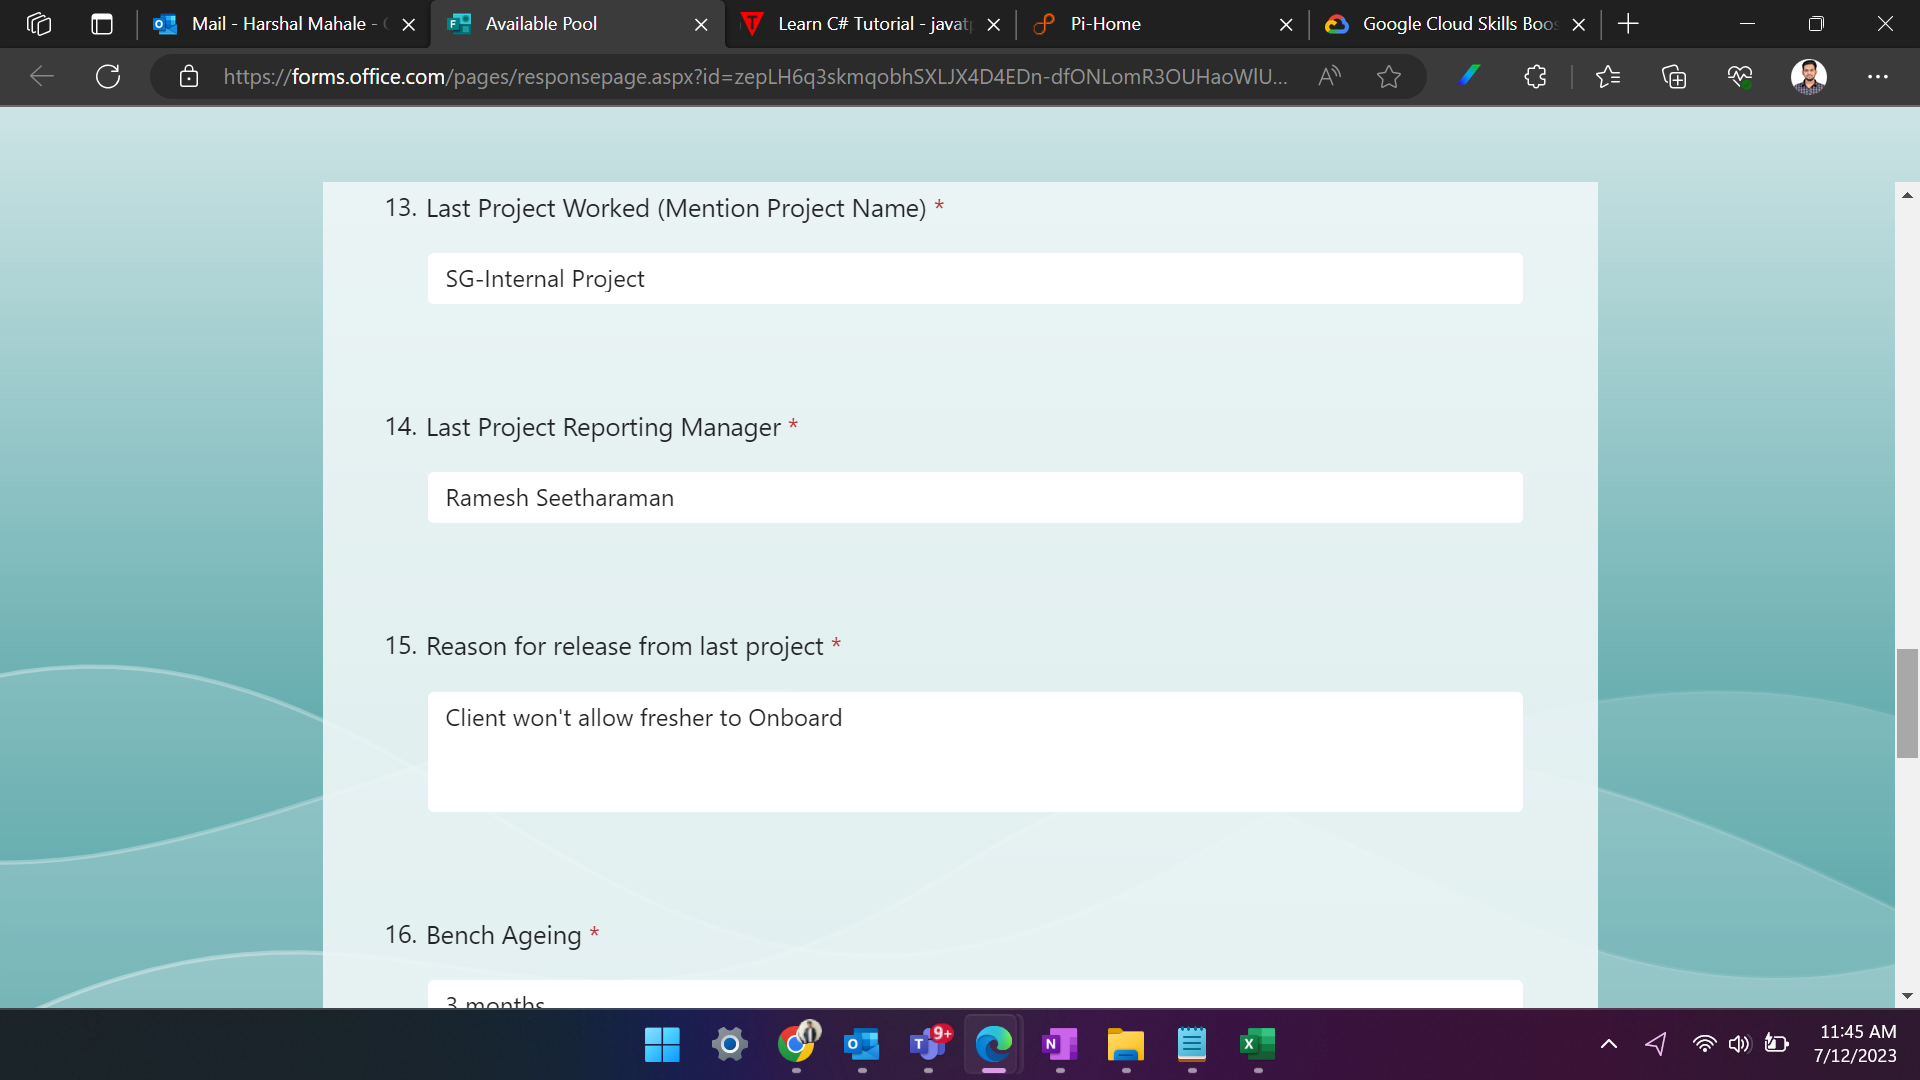 Mail - Harshal Mahale -
Available Pool
Learn C# Tutorial - javat
Pi-Home
Google Cloud Skills Boos
https://forms.office.com/pages/responsepage.aspx?id=zepLH6q3skmqobhSXLJX4D4EDn-dfONLomR3OUHaoWlU...
13. Last Project Worked (Mention Project Name) *
SG-Internal Project
14. Last Project Reporting Manager *
Ramesh Seetharaman
15. Reason for release from last project *
Client won't allow fresher to Onboard
16. Bench Ageing *
3 months
9+
11:45 AM
7/12/2023